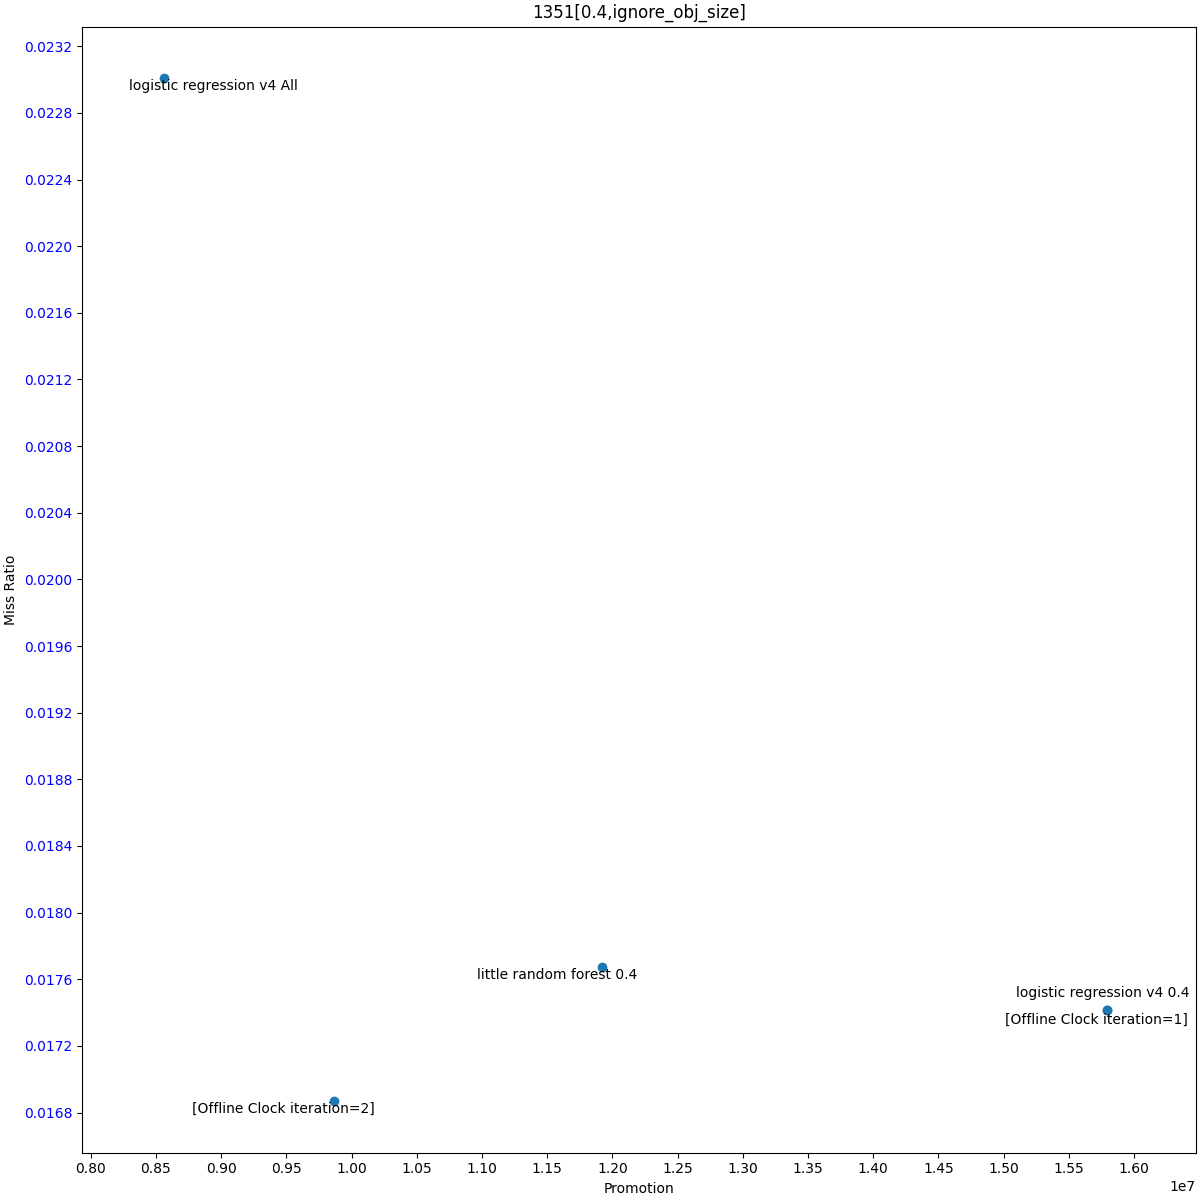 1351[0.4,ignore_obj_size]
0.0232
logistic regression v4 All
0.0228
0.0224
0.0220
0.0216
0.0212
0.0208
0.0204
0.0200
Miss Ratio
0.0196
0.0192
0.0188
0.0184
0.0180
little random forest 0.4
0.0176
logistic regression v4 0.4
[Offline Clock iteration=1]
0.0172
[Offline Clock iteration=2]
0.0168
0.80 0.85 0.90 0.95 1.00 1.05 1.10 1.15 1.20 1.25 1.30 1.35 1.40 1.45 1.50 1.55 1.60
1e7
Promotion